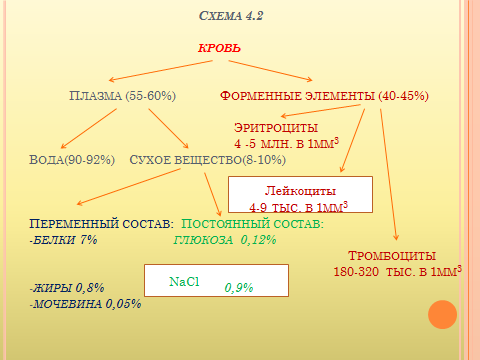 Схема 4.2
КРОВЬ
Плазма (55-60%) Форменные элементы (40-45%)
Эритроциты
4 -5 млн. в 1мм3
Вода(90-92%) Сухое вещество(8-10%)
Лейкоциты
4-9 тыс. в 1мм3
Переменный состав: Постоянный состав:
-БЕЛКИ 7% ГЛЮКОЗА 0,12%
Тромбоциты
180-320 тыс. в 1мм3
NaCl 0,9%
-ЖИРЫ 0,8%
-МОЧЕВИНА 0,05%